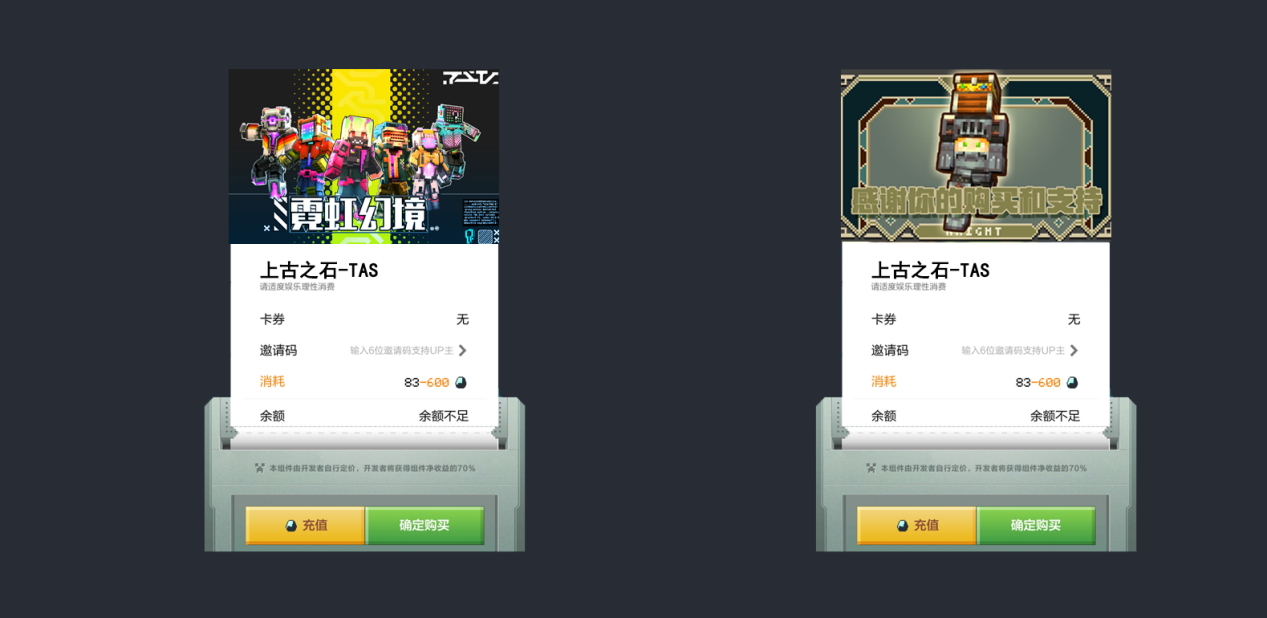 霓虹幻境
上古之石-TAS
请适度娱乐理性消费
卡券 无
邀请码 输入6位邀请码支持UP主
消耗 83-600
余额 余额不足
本组件由开发者自行定价，开发者将获得组件净收益的70%
充值 确定购买
感谢你的购买和支持
KNIGHT
上古之石-TAS
请适度娱乐理性消费
卡券 无
邀请码 输入6位邀请码支持UP主
消耗 83-600
余额 余额不足
本组件由开发者自行定价，开发者将获得组件净收益的70%
充值 确定购买